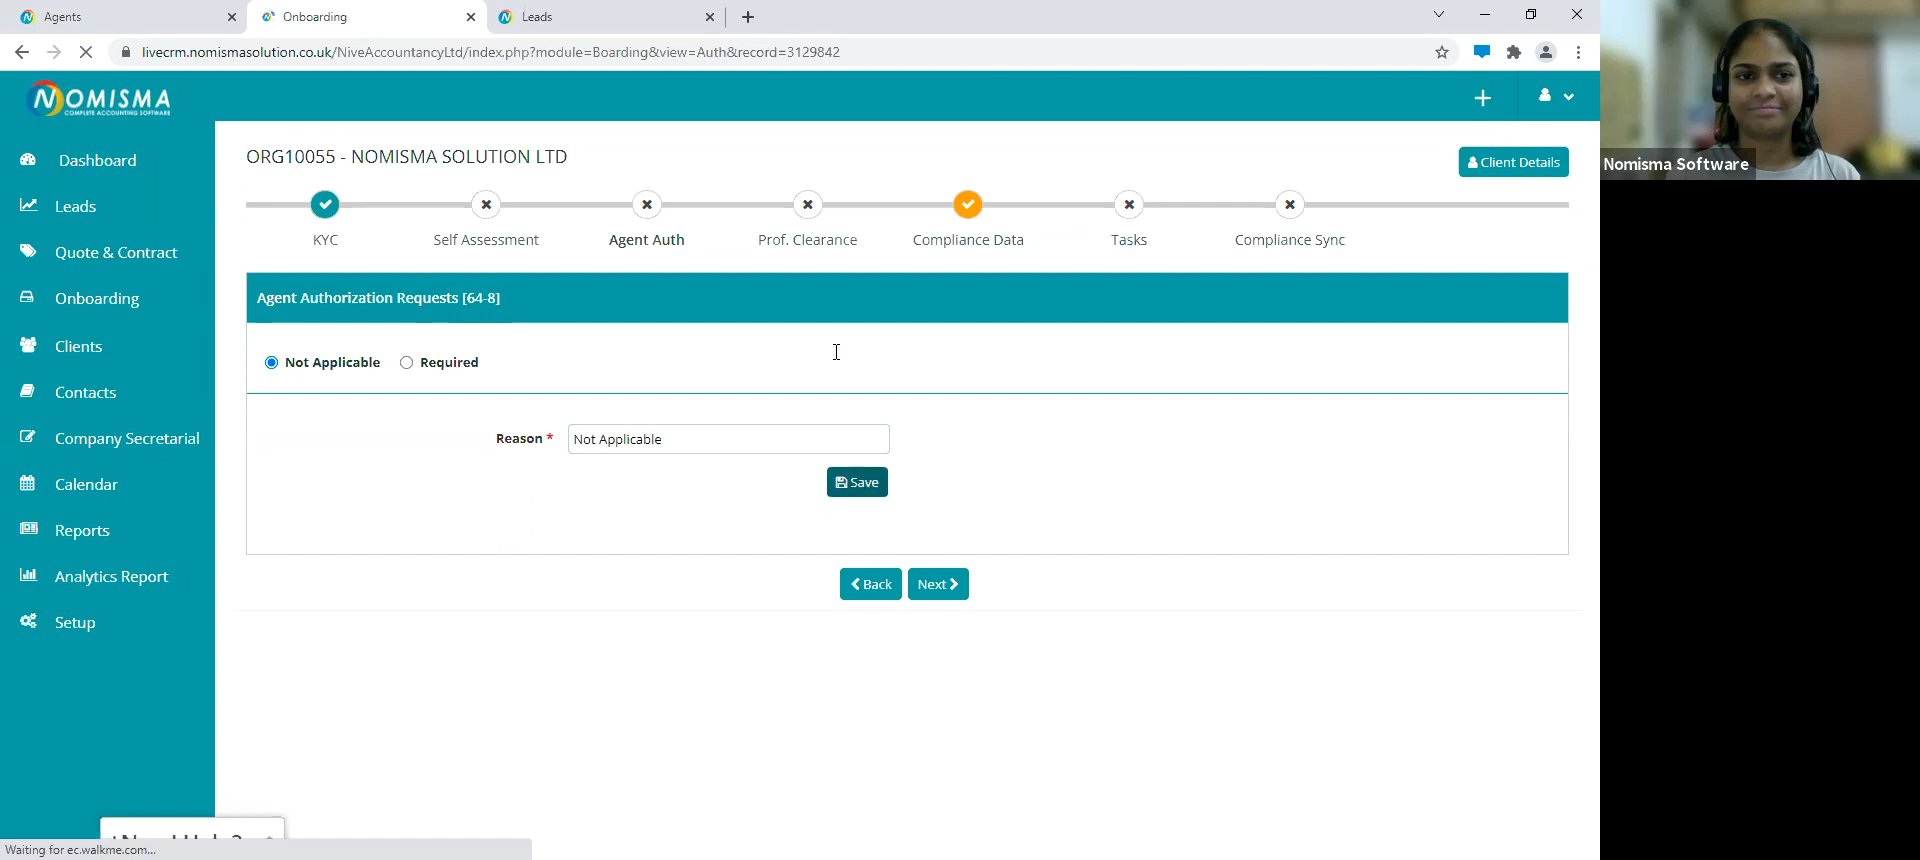 Agents
Onboarding
Leads
livecrm.nomismasolution.co.uk/NiveAccountancyLtd/index.php?module=Boarding&view=Auth&record=3129842
NOMISMA
COMPLETE ACCOUNTING SOFTWARE
Dashboard
Leads
Quote & Contract
Onboarding
Clients
Contacts
Company Secretarial
Calendar
Reports
Analytics Report
Setup
ORG10055 - NOMISMA SOLUTION LTD
Client Details
KYC
Self Assessment
Agent Auth
Prof. Clearance
Compliance Data
Tasks
Compliance Sync
Agent Authorization Requests [64-8]
Not Applicable
Required
Reason *
Not Applicable
Save
Back
Next
Waiting for ec.walkme.com...
Nomisma Software